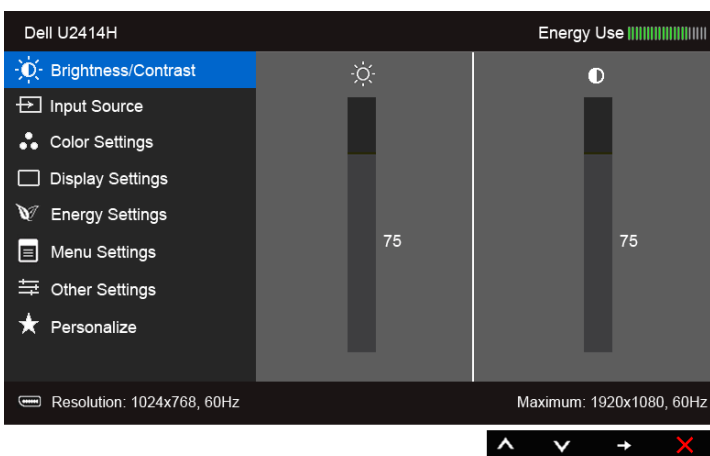 Dell U2414H
Energy Use
Brightness/Contrast
Input Source
Color Settings
Display Settings
Energy Settings
Menu Settings
Other Settings
Personalize
75
75
Resolution: 1024x768, 60Hz
Maximum: 1920x1080, 60Hz